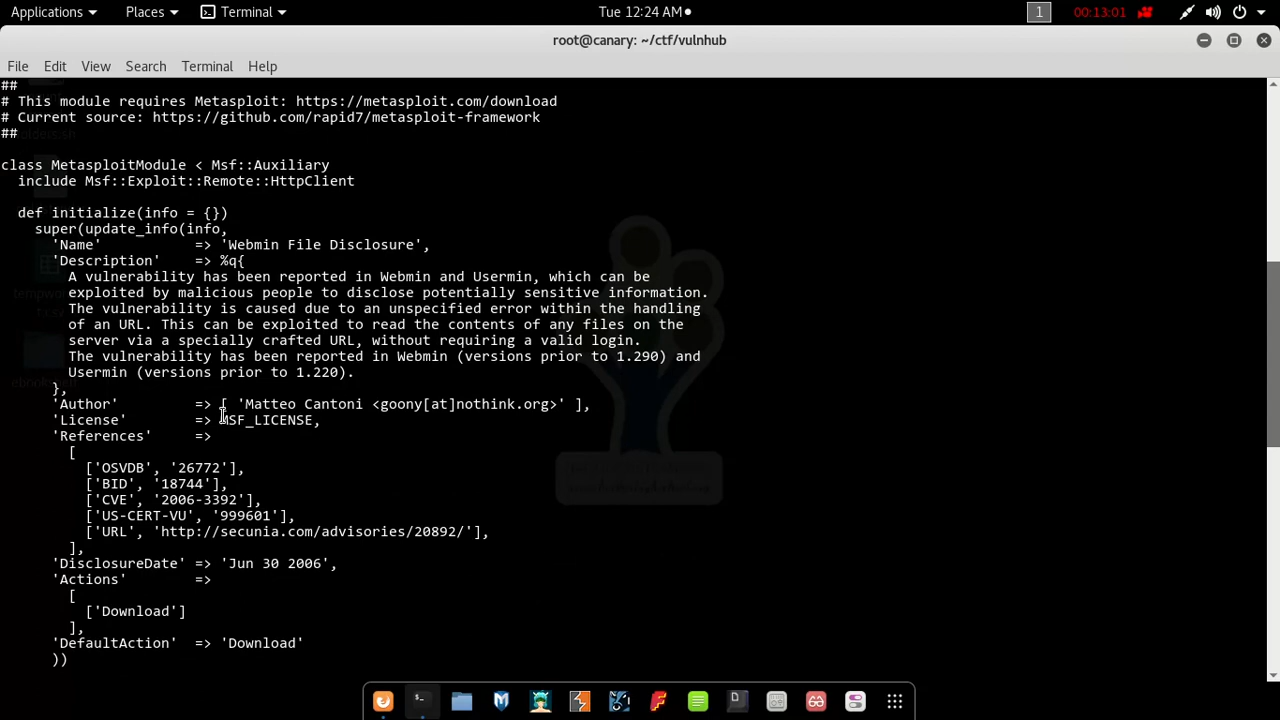 Applications Places Terminal Tue 12:24 AM 1 00:13:01
root@canary: ~/ctf/vulnhub
File Edit View Search Terminal Help
##
# This module requires Metasploit: https://metasploit.com/download
# Current source: https://github.com/rapid7/metasploit-framework
##
class MetasploitModule < Msf::Auxiliary
include Msf::Exploit::Remote::HttpClient
def initialize(info = {})
super(update_info(info,
'Name' => 'Webmin File Disclosure',
'Description' => %q{
A vulnerability has been reported in Webmin and Usermin, which can be
exploited by malicious people to disclose potentially sensitive information.
The vulnerability is caused due to an unspecified error within the handling
of an URL. This can be exploited to read the contents of any files on the
server via a specially crafted URL, without requiring a valid login.
The vulnerability has been reported in Webmin (versions prior to 1.290) and
Usermin (versions prior to 1.220).
},
'Author' => [ 'Matteo Cantoni <goony[at]nothink.org>' ],
'License' => MSF_LICENSE,
'References' =>
[
['OSVDB', '26772'],
['BID', '18744'],
['CVE', '2006-3392'],
['US-CERT-VU', '999601'],
['URL', 'http://secunia.com/advisories/20892/'],
],
'DisclosureDate' => 'Jun 30 2006',
'Actions' =>
[
['Download']
],
'DefaultAction' => 'Download'
))